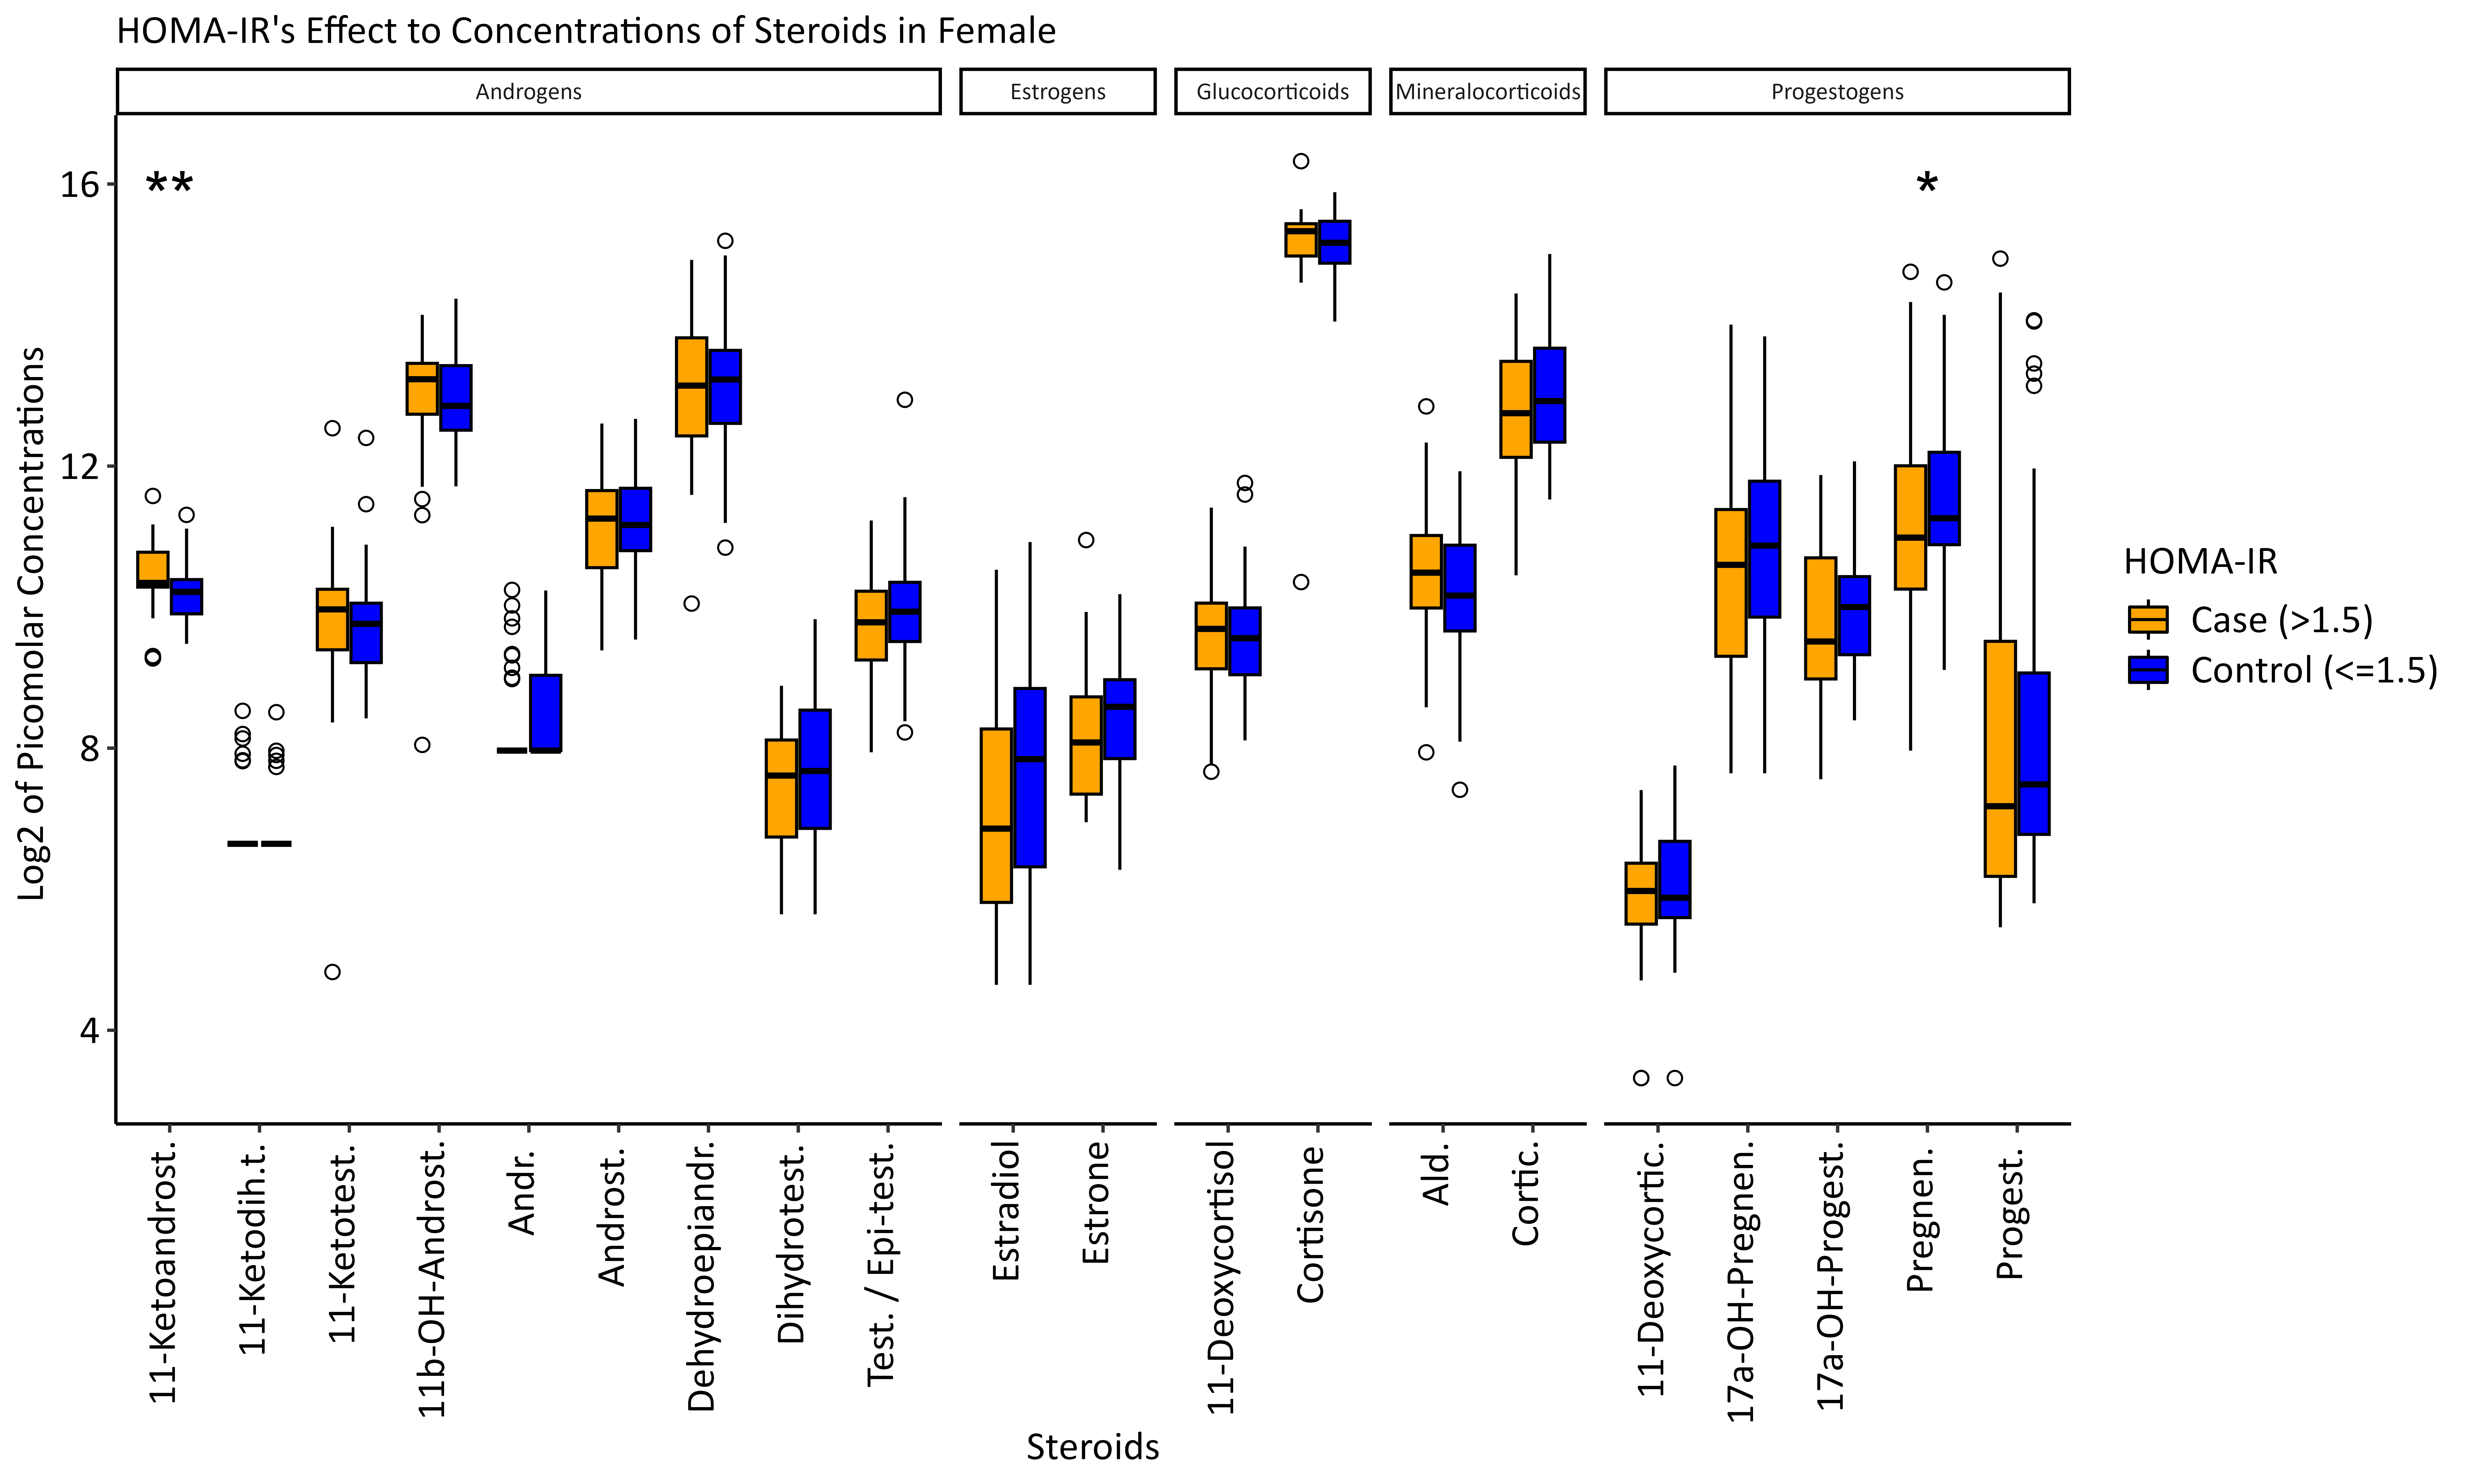 HOMA-IR's Effect to Concentrations of Steroids in Female
Androgens
Estrogens
Glucocorticoids
Mineralocorticoids
Progestogens
Log2 of Picomolar Concentrations
16
12
8
4
**
*
11-Ketoandrost.
11-Ketodih.t.
11-Ketotest.
11b-OH-Androst.
Andr.
Androst.
Dehydroepiandr.
Dihydrotest.
Test. / Epi-test.
Estradiol
Estrone
11-Deoxycortisol
Cortisone
Ald.
Cortic.
11-Deoxycortic.
17a-OH-Pregnen.
17a-OH-Progest.
Pregnen.
Progest.
Steroids
HOMA-IR
Case (>1.5)
Control (<=1.5)